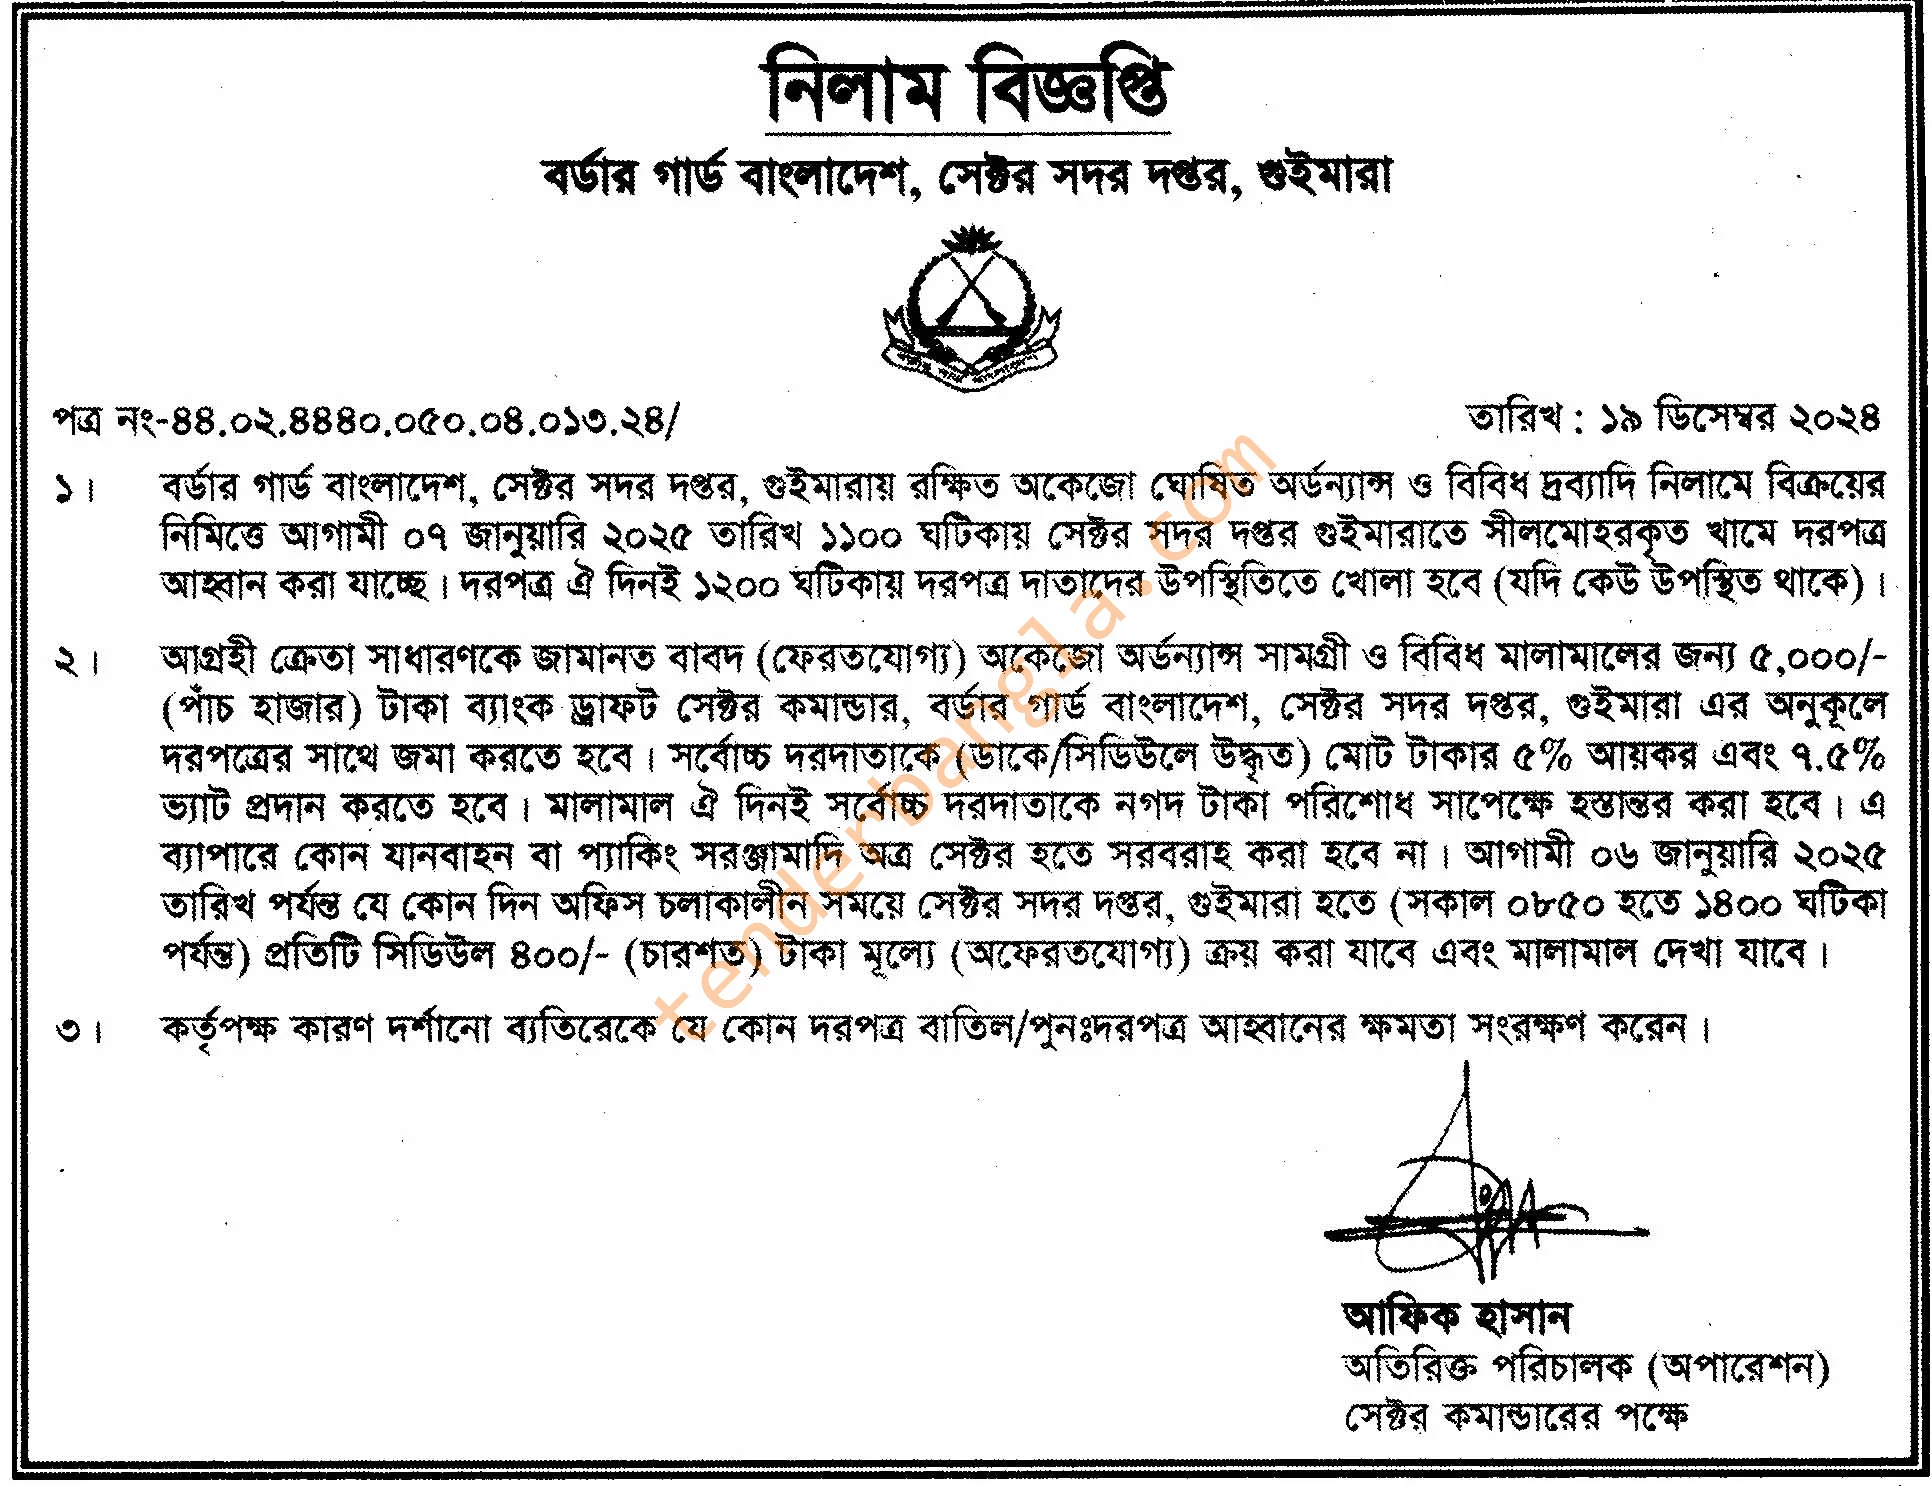 নিলাম বিজ্ঞপ্তি
বর্ডার গার্ড বাংলাদেশ, সেক্টর সদর দপ্তর, গুইমারা
পত্র নং-৪৪.০২.৪৪৪০.০৫০.০৪.০১৩.২৪/
তারিখ : ১৯ ডিসেম্বর ২০২৪
১। বর্ডার গার্ড বাংলাদেশ, সেক্টর সদর দপ্তর, গুইমারায় রক্ষিত অকেজো ঘোষিত অর্ডন্যান্স ও বিবিধ দ্রব্যাদি নিলামে বিক্রয়ের
নিমিত্তে আগামী ০৭ জানুয়ারি ২০২৫ তারিখ ১১০০ ঘটিকায় সেক্টর সদর দপ্তর গুইমারাতে সীলমোহরকৃত খামে দরপত্র
আহ্বান করা যাচ্ছে। দরপত্র ঐ দিনই ১২০০ ঘটিকায় দরপত্র দাতাদের উপস্থিতিতে খোলা হবে (যদি কেউ উপস্থিত থাকে)।
২। আগ্রহী ক্রেতা সাধারণকে জামানত বাবদ (ফেরতযোগ্য) অকেজো অর্ডন্যান্স সামগ্রী ও বিবিধ মালামালের জন্য ৫,০০০/-
(পাঁচ হাজার) টাকা ব্যাংক ড্রাফট সেক্টর কমান্ডার, বর্ডার গার্ড বাংলাদেশ, সেক্টর সদর দপ্তর, গুইমারা এর অনুকূলে
দরপত্রের সাথে জমা করতে হবে। সর্বোচ্চ দরদাতাকে (ডাকে/সিডিউলে উদ্ধৃত) মোট টাকার ৫% আয়কর এবং ৭.৫%
ভ্যাট প্রদান করতে হবে। মালামাল ঐ দিনই সর্বোচ্চ দরদাতাকে নগদ টাকা পরিশোধ সাপেক্ষে হস্তান্তর করা হবে। এ
ব্যাপারে কোন যানবাহন বা প্যাকিং সরঞ্জামাদি অত্র সেক্টর হতে সরবরাহ করা হবে না। আগামী ০৬ জানুয়ারি ২০২৫
তারিখ পর্যন্ত যে কোন দিন অফিস চলাকালীন সময়ে সেক্টর সদর দপ্তর, গুইমারা হতে (সকাল ০৮৫০ হতে ১৪০০ ঘটিকা
পর্যন্ত) প্রতিটি সিডিউল ৪০০/- (চারশত) টাকা মূল্যে (অফেরতযোগ্য) ক্রয় করা যাবে এবং মালামাল দেখা যাবে।
৩। কর্তৃপক্ষ কারণ দর্শানো ব্যতিরেকে যে কোন দরপত্র বাতিল/পুনঃদরপত্র আহ্বানের ক্ষমতা সংরক্ষণ করেন।
tenderbangla.com
আফিক হাসান
অতিরিক্ত পরিচালক (অপারেশন)
সেক্টর কমান্ডারের পক্ষে